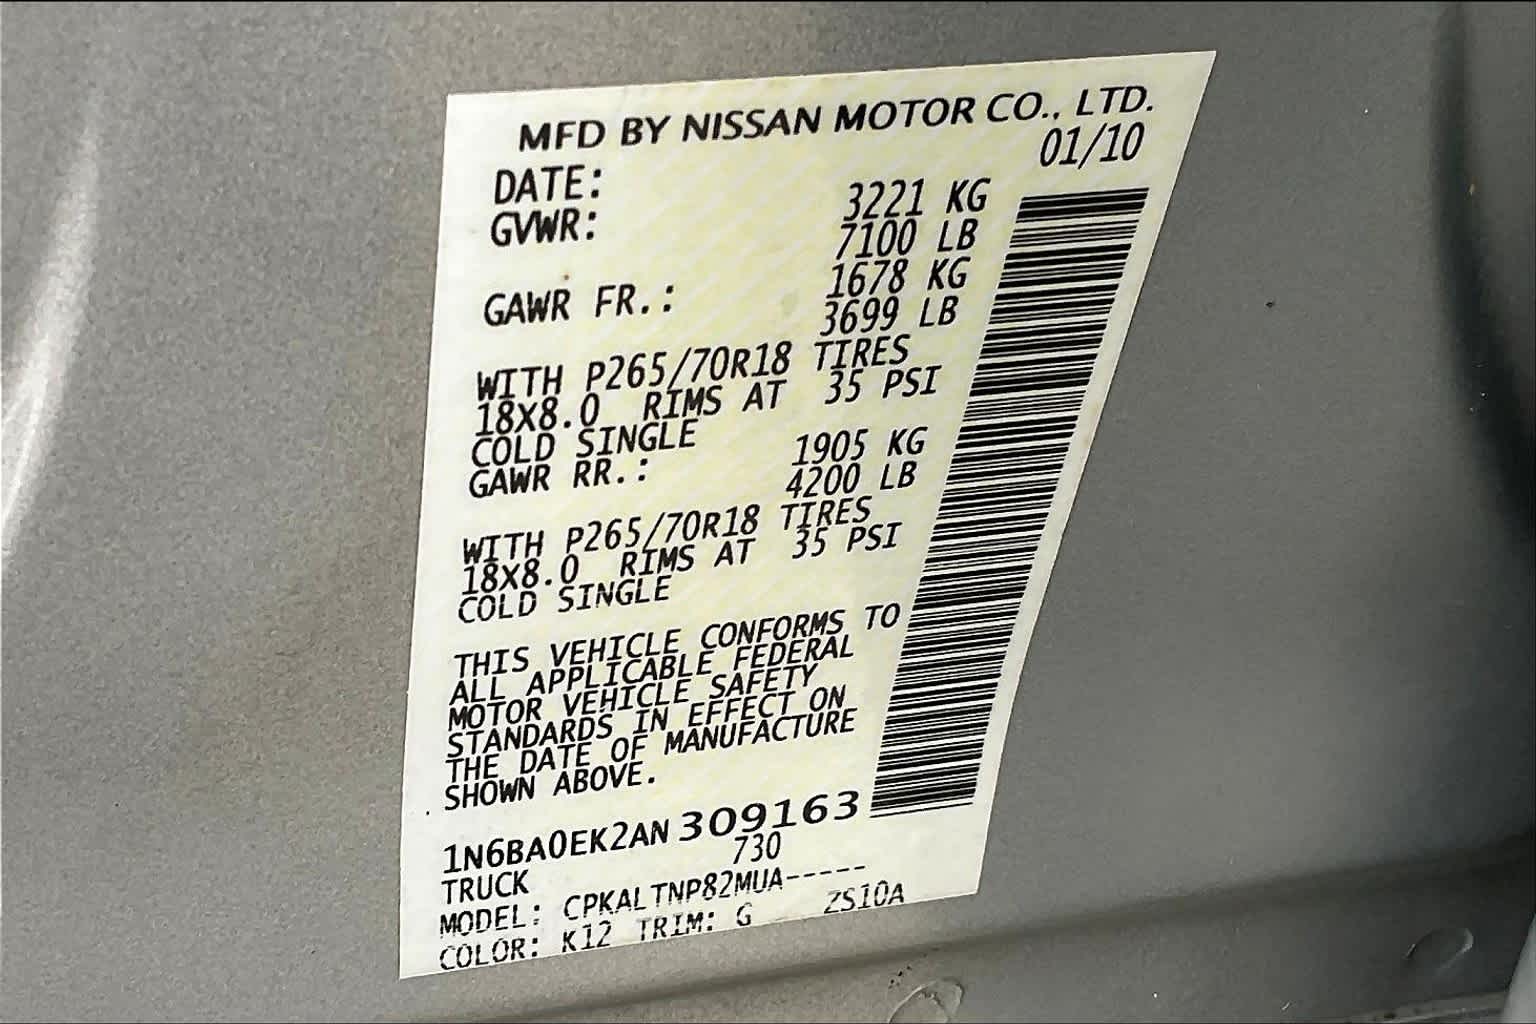 MFD BY NISSAN MOTOR CO., LTD.
DATE: 01/10
GVWR: 3221 KG
7100 LB
GAWR FR.: 1678 KG
3699 LB
WITH P265/70R18 TIRES
18X8.0 RIMS AT 35 PSI
COLD SINGLE
GAWR RR.: 1905 KG
4200 LB
WITH P265/70R18 TIRES
18X8.0 RIMS AT 35 PSI
COLD SINGLE
THIS VEHICLE CONFORMS TO
ALL APPLICABLE FEDERAL
MOTOR VEHICLE SAFETY
STANDARDS IN EFFECT ON
THE DATE OF MANUFACTURE
SHOWN ABOVE.
1N6BA0EK2AN309163
TRUCK 730
MODEL: CPKALTNP82MUA-----
COLOR: K12 TRIM: G ZS10A